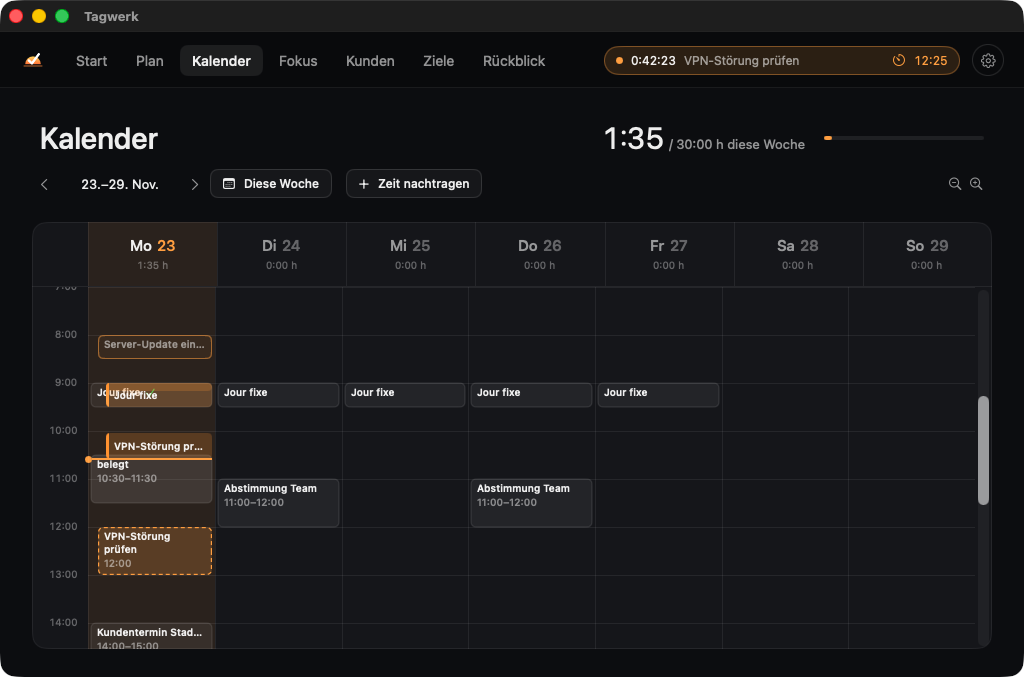 Tagwerk
Start Plan Kalender Fokus Kunden Ziele Rückblick
0:42:23 VPN-Störung prüfen 12:25
Kalender
1:35 / 30:00 h diese Woche
23.–29. Nov.
Diese Woche
+ Zeit nachtragen
Mo 23 Di 24 Mi 25 Do 26 Fr 27 Sa 28 So 29
1:35 h 0:00 h 0:00 h 0:00 h 0:00 h 0:00 h 0:00 h
7:00
8:00
Server-Update ein…
9:00
Jour fixe Jour fixe Jour fixe Jour fixe Jour fixe
Jour fixe
10:00
VPN-Störung pr…
belegt
10:30–11:30
11:00
Abstimmung Team Abstimmung Team
11:00–12:00 11:00–12:00
12:00
VPN-Störung
prüfen
12:00
13:00
14:00
Kundentermin Stad…
14:00–15:00